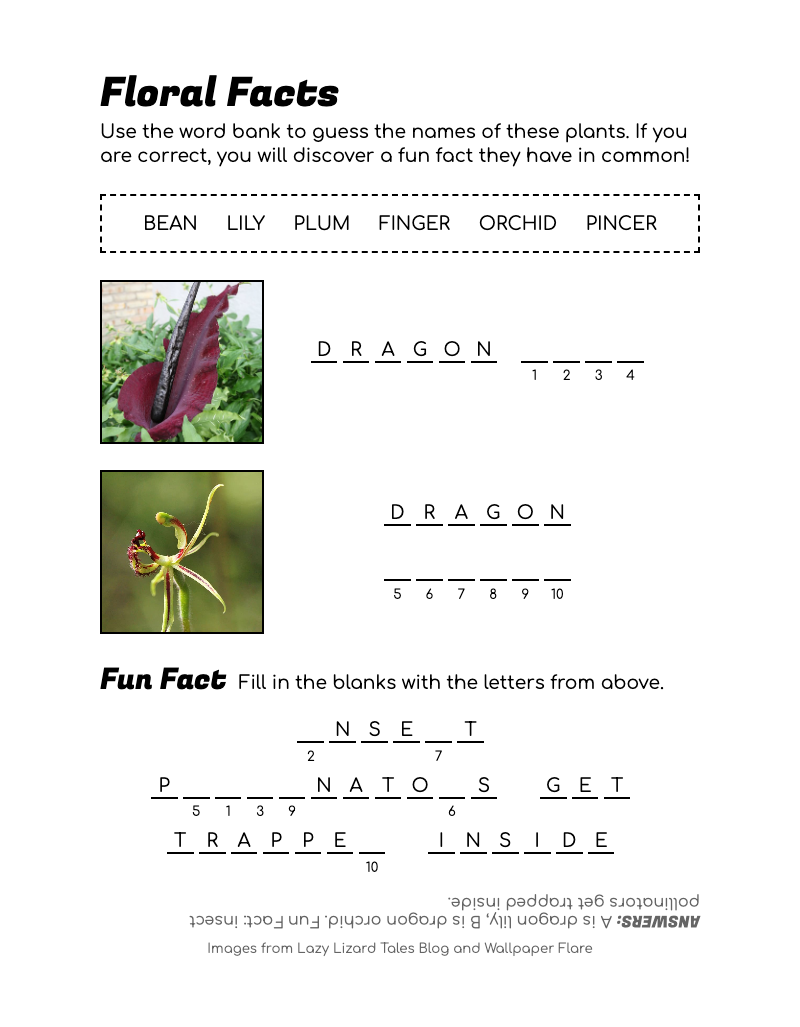 Floral Facts
Use the word bank to guess the names of these plants. If you
are correct, you will discover a fun fact they have in common!
BEAN LILY PLUM FINGER ORCHID PINCER
D R A G O N
1 2 3 4
D R A G O N
5 6 7 8 9 10
Fun Fact Fill in the blanks with the letters from above.
N S E T
2 7
P N A T O S G E T
5 1 3 9 6
T R A P P E I N S I D E
10
ANSWERS: A is dragon lily, B is dragon orchid. Fun Fact: insect
pollinators get trapped inside.
Images from Lazy Lizard Tales Blog and Wallpaper Flare